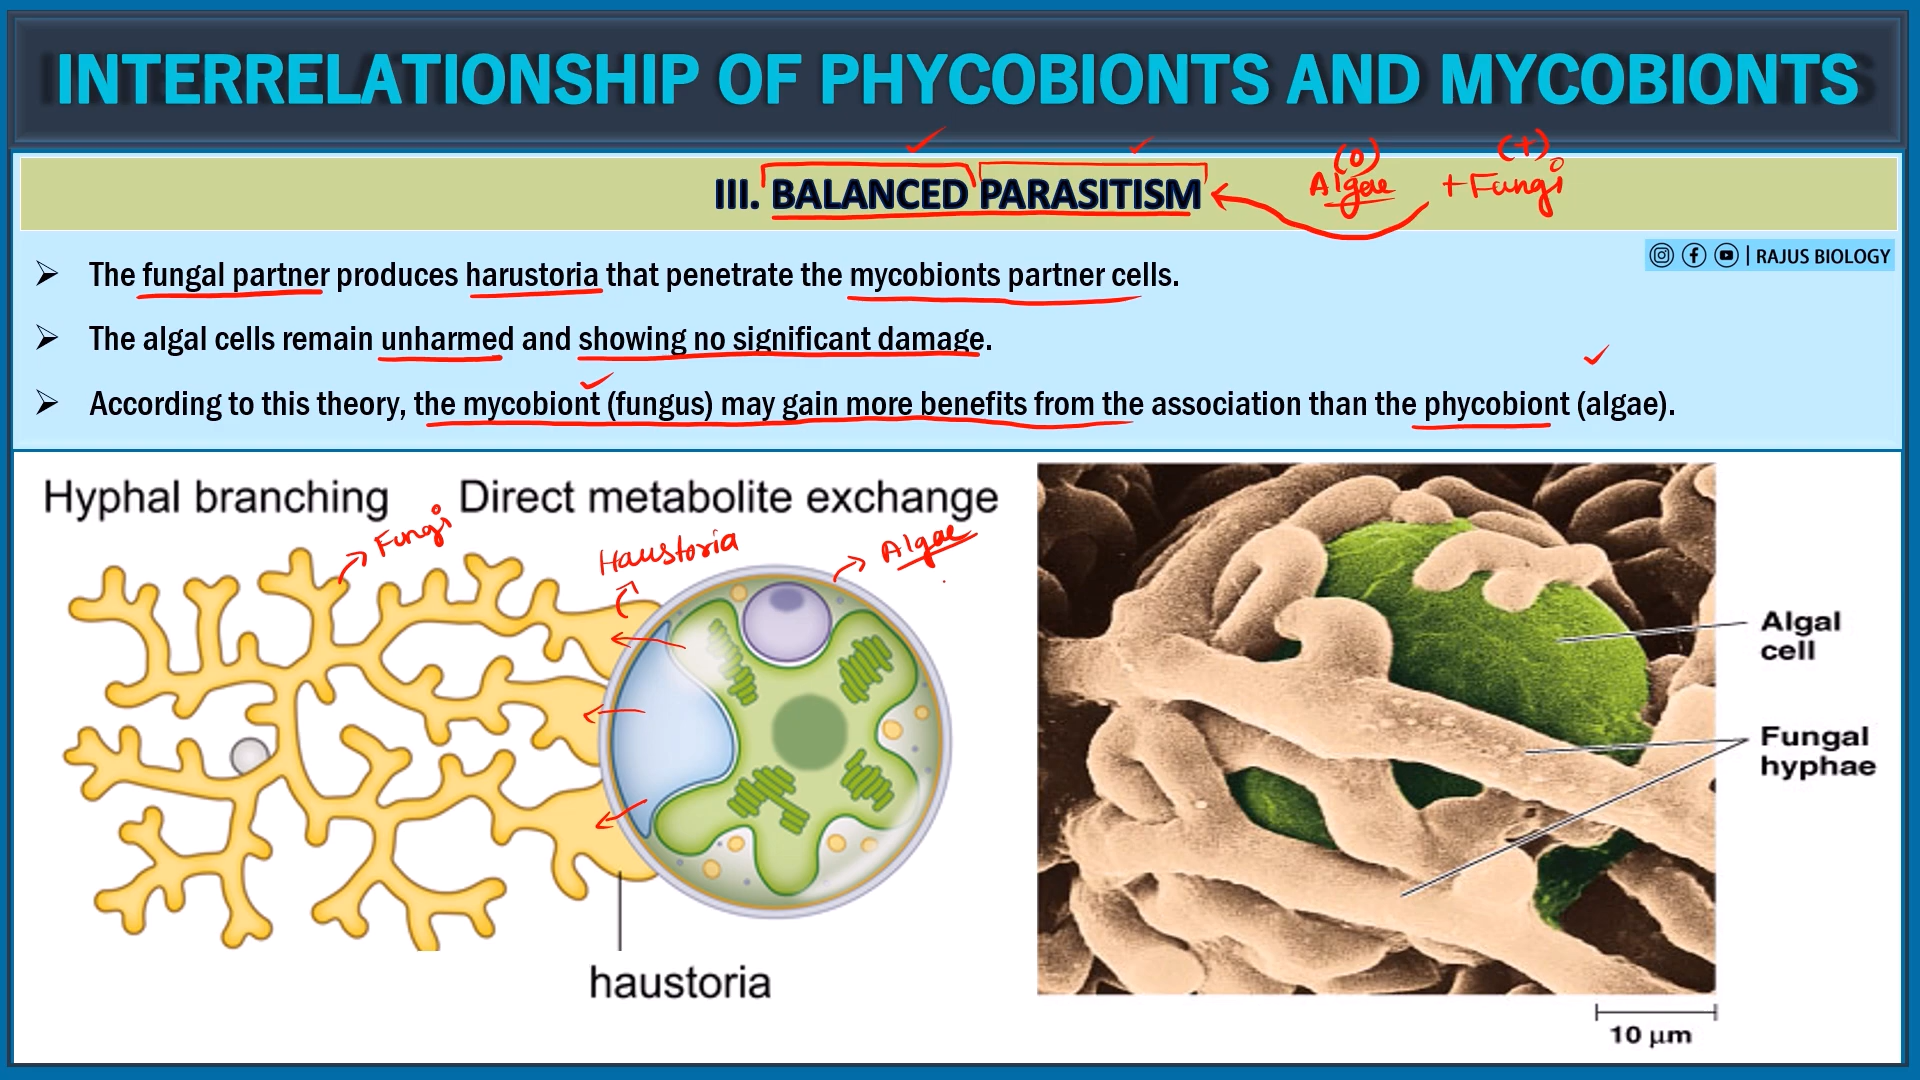 INTERRELATIONSHIP OF PHYCOBIONTS AND MYCOBIONTS
III. BALANCED PARASITISM
(0) (+)
Algae + Fungi
The fungal partner produces harustoria that penetrate the mycobionts partner cells.
| RAJUS BIOLOGY
The algal cells remain unharmed and showing no significant damage.
According to this theory, the mycobiont (fungus) may gain more benefits from the association than the phycobiont (algae).
Hyphal branching
Direct metabolite exchange
Fungi
Haustoria
Algae
haustoria
Algal
cell
Fungal
hyphae
10 µm